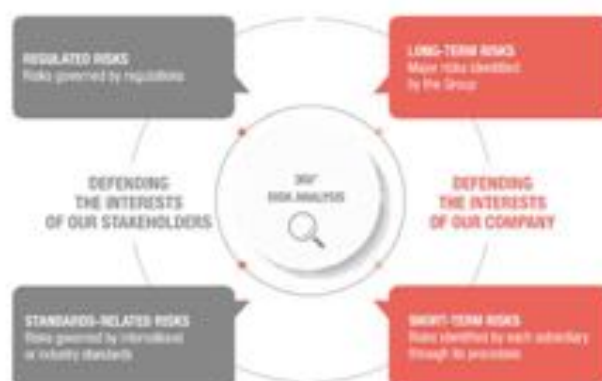 REGULATED RISKS
Risks governed by regulations
LONG-TERM RISKS
Major risks identified
by the Group
DEFENDING
THE INTERESTS
OF OUR STAKEHOLDERS
360°
RISK ANALYSIS
DEFENDING
THE INTERESTS
OF OUR COMPANY
STANDARDS-RELATED RISKS
Risks governed by international
or industry standards
SHORT-TERM RISKS
Risks identified by each subsidiary
through its processes